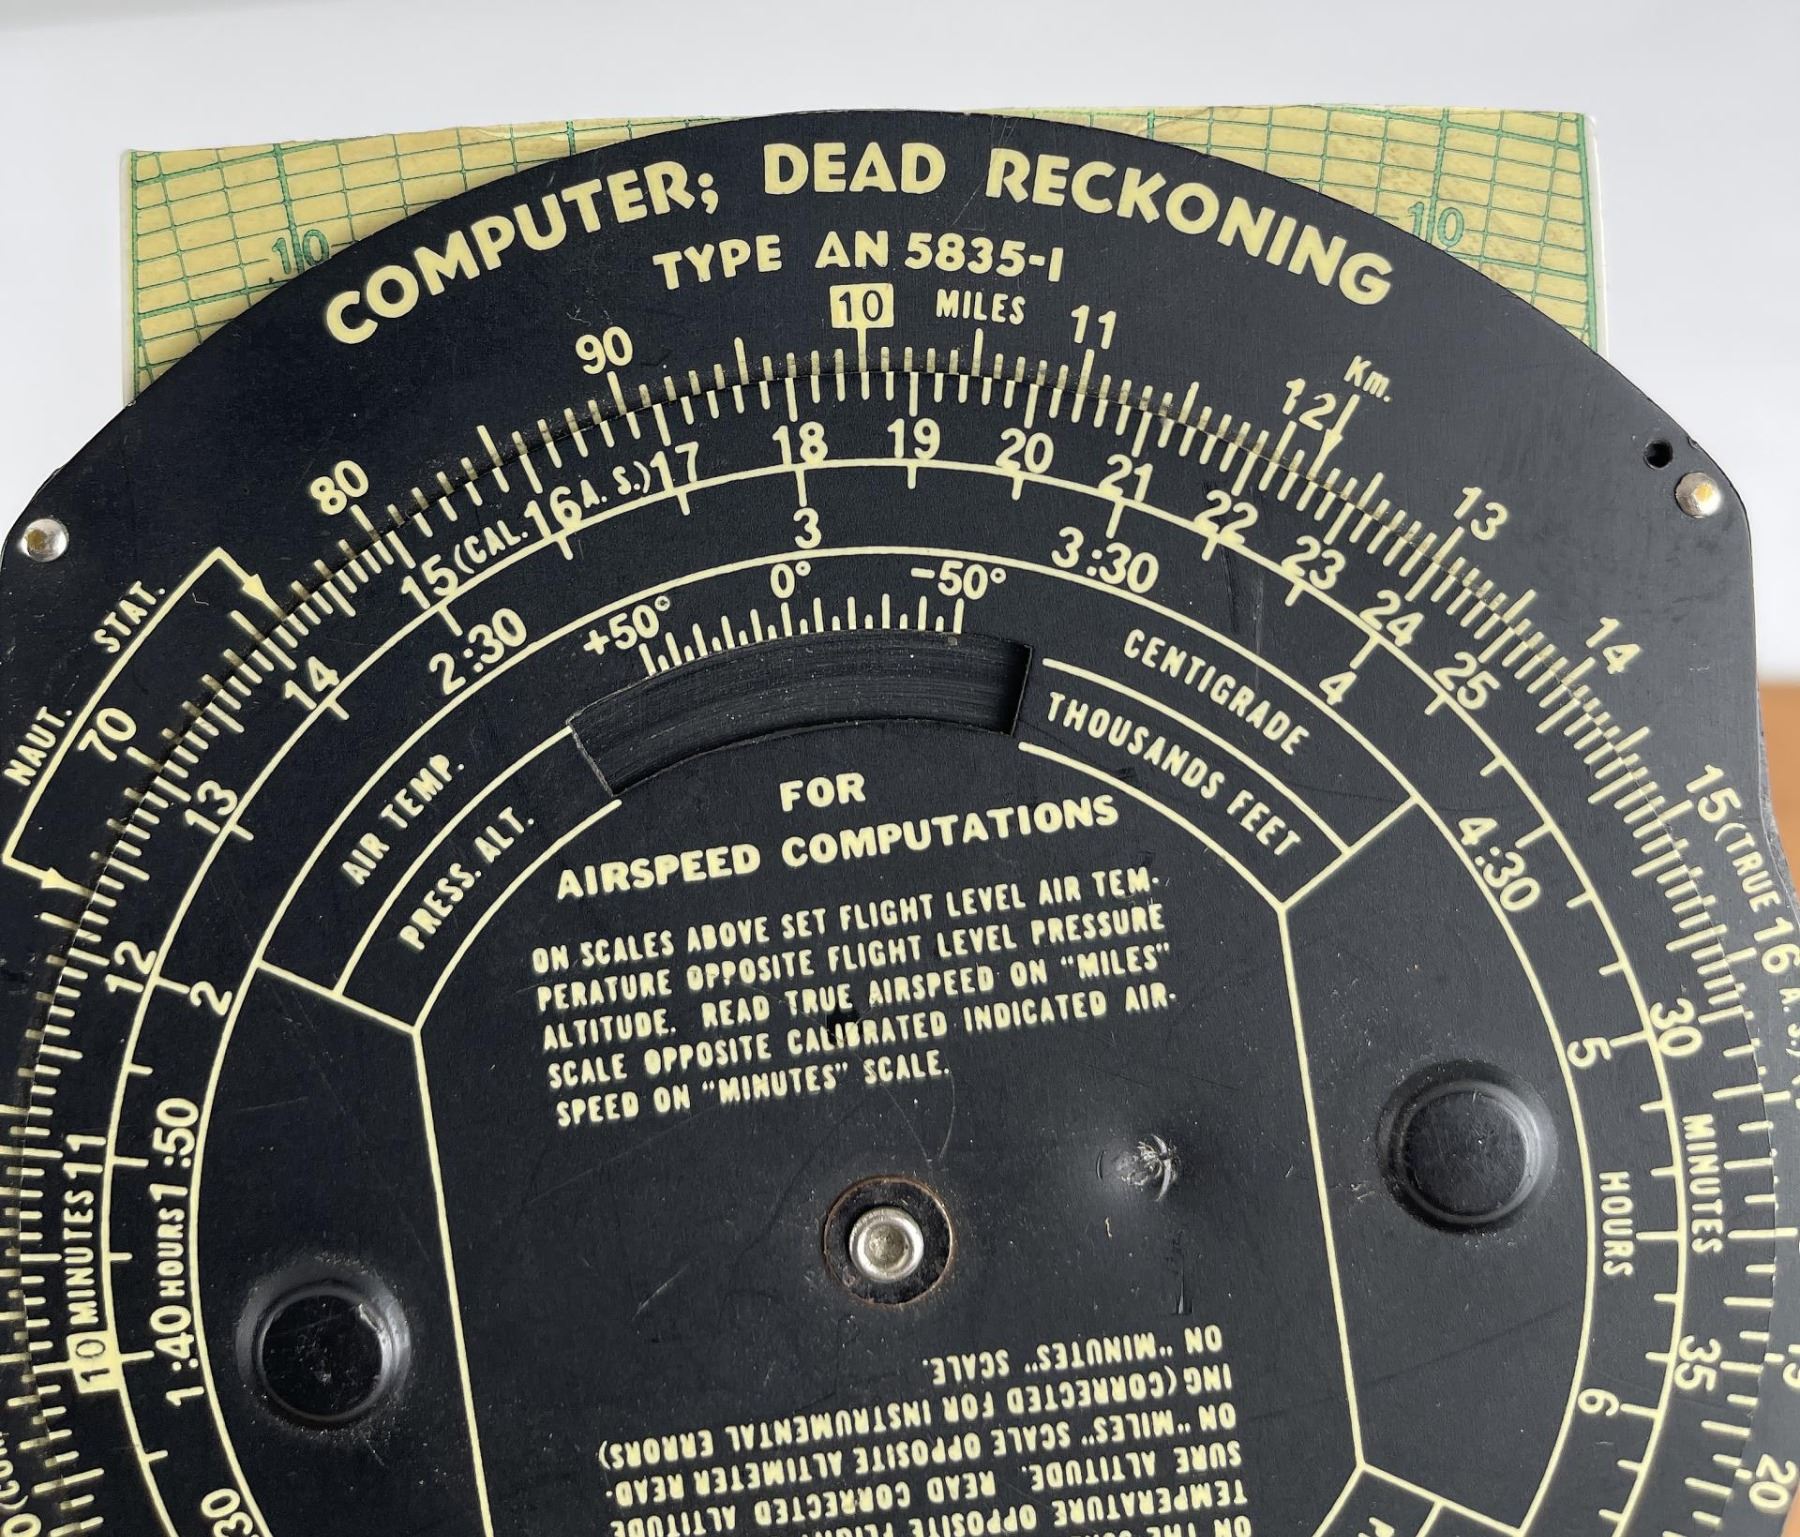 COMPUTER; DEAD RECKONING
TYPE AN 5835-1
10 MILES 11
12 Km.
13
14
15 (TRUE 16 A. S.)
20
90
80
STAT.
NAUT.
70
10 MINUTES 11
12
13
14
15 (CAL. 16 A. S.) 17
18
19
20
21
22
23
24
25
30
MINUTES
35
1:40 HOURS 1:50
2
2:30
3
3:30
4
4:30
5
HOURS
6
+50° 0° -50°
AIR TEMP.
CENTIGRADE
PRESS. ALT.
THOUSANDS FEET
FOR
AIRSPEED COMPUTATIONS
ON SCALES ABOVE SET FLIGHT LEVEL AIR TEM-
PERATURE OPPOSITE FLIGHT LEVEL PRESSURE
ALTITUDE. READ TRUE AIRSPEED ON "MILES"
SCALE OPPOSITE CALIBRATED INDICATED AIR-
SPEED ON "MINUTES" SCALE.
TEMPERATURE OPPOSITE
SURE ALTITUDE. READ CORRECTED ALTITUDE
ON "MILES" SCALE OPPOSITE ALTIMETER READ-
ING (CORRECTED FOR INSTRUMENTAL ERRORS)
ON "MINUTES" SCALE.
10
10